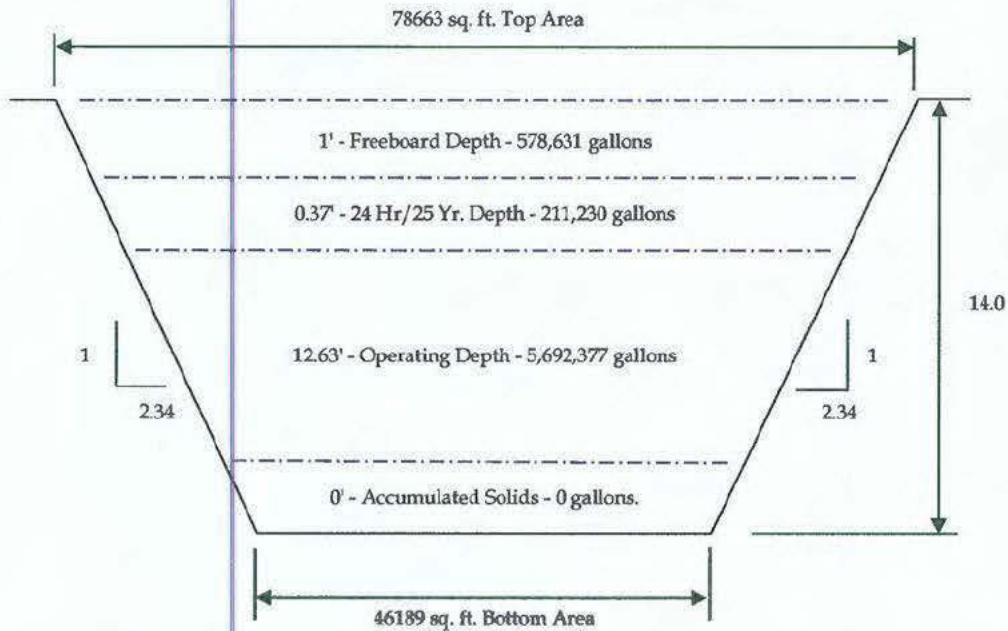 78663 sq. ft. Top Area
1' - Freeboard Depth - 578,631 gallons
0.37' - 24 Hr/25 Yr. Depth - 211,230 gallons
14.0
1
12.63' - Operating Depth - 5,692,377 gallons
1
2.34
2.34
0' - Accumulated Solids - 0 gallons.
46189 sq. ft. Bottom Area